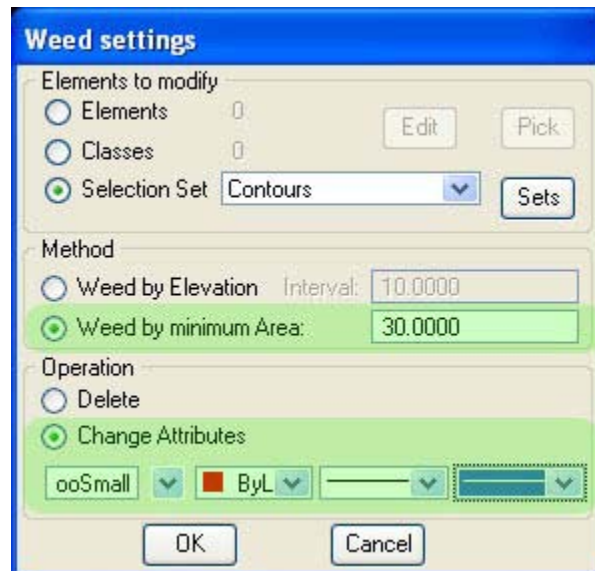 Weed settings
Elements to modify
Elements 0
Edit Pick
Classes 0
Selection Set Contours Sets
Method
Weed by Elevation Interval: 10.0000
Weed by minimum Area: 30.0000
Operation
Delete
Change Attributes
ooSmall ByL
OK Cancel